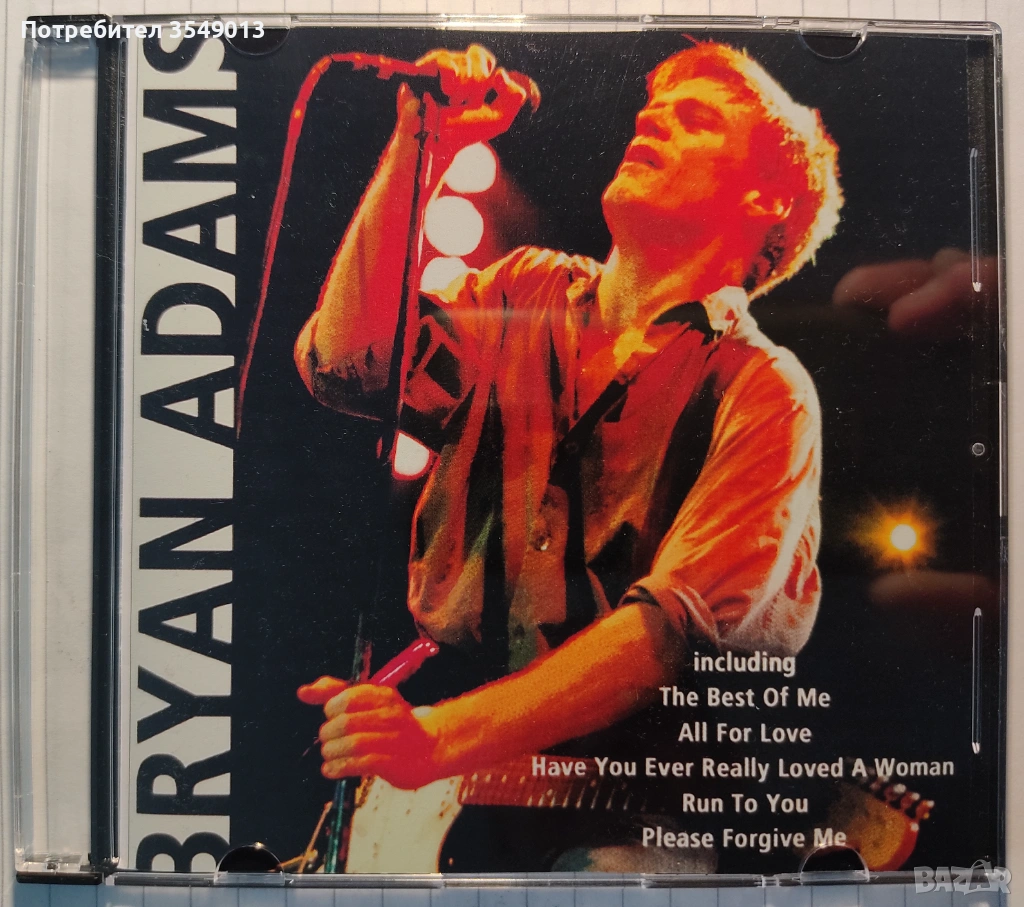 Потребител 3549013
BRYAN ADAMS
including
The Best Of Me
All For Love
Have You Ever Really Loved A Woman
Run To You
Please Forgive Me
BAZAR